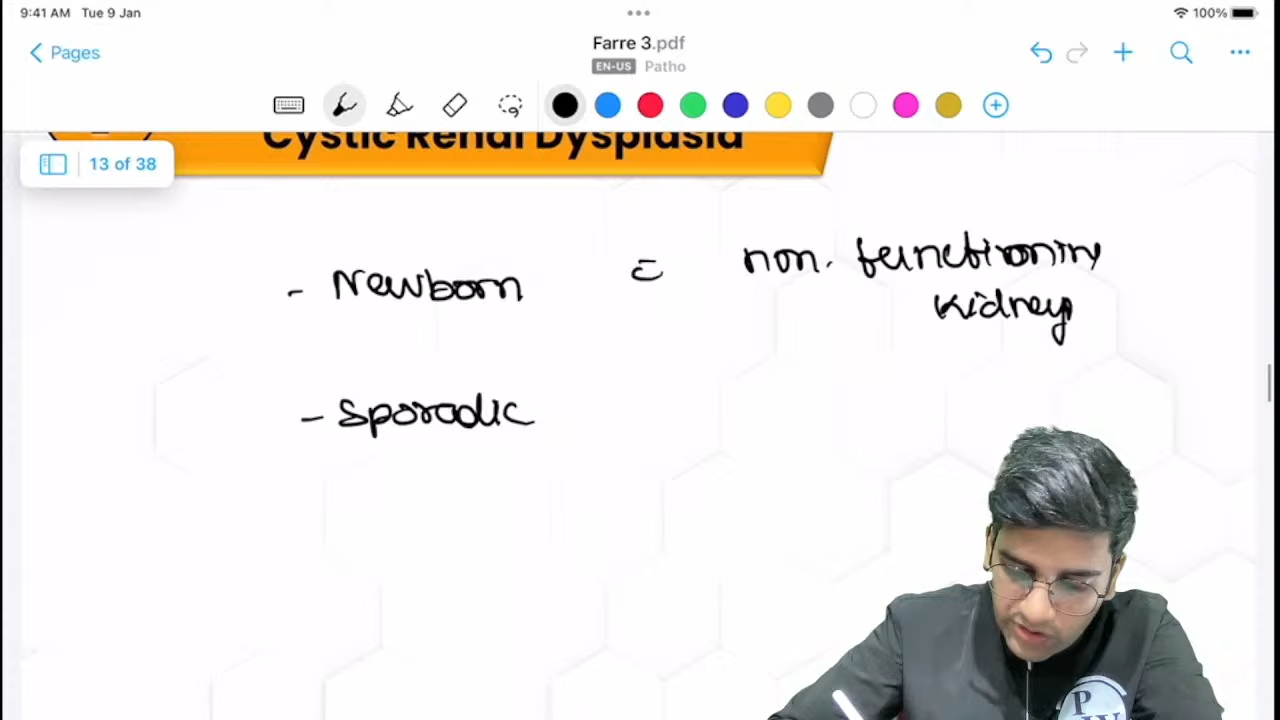 9:41 AM Tue 9 Jan
100%
Pages
Farre 3.pdf
EN-US Patho
Cystic Renal Dysplasia
13 of 38
- Newborn c̄ non. functioning
kidney
- Sporadic
P
W